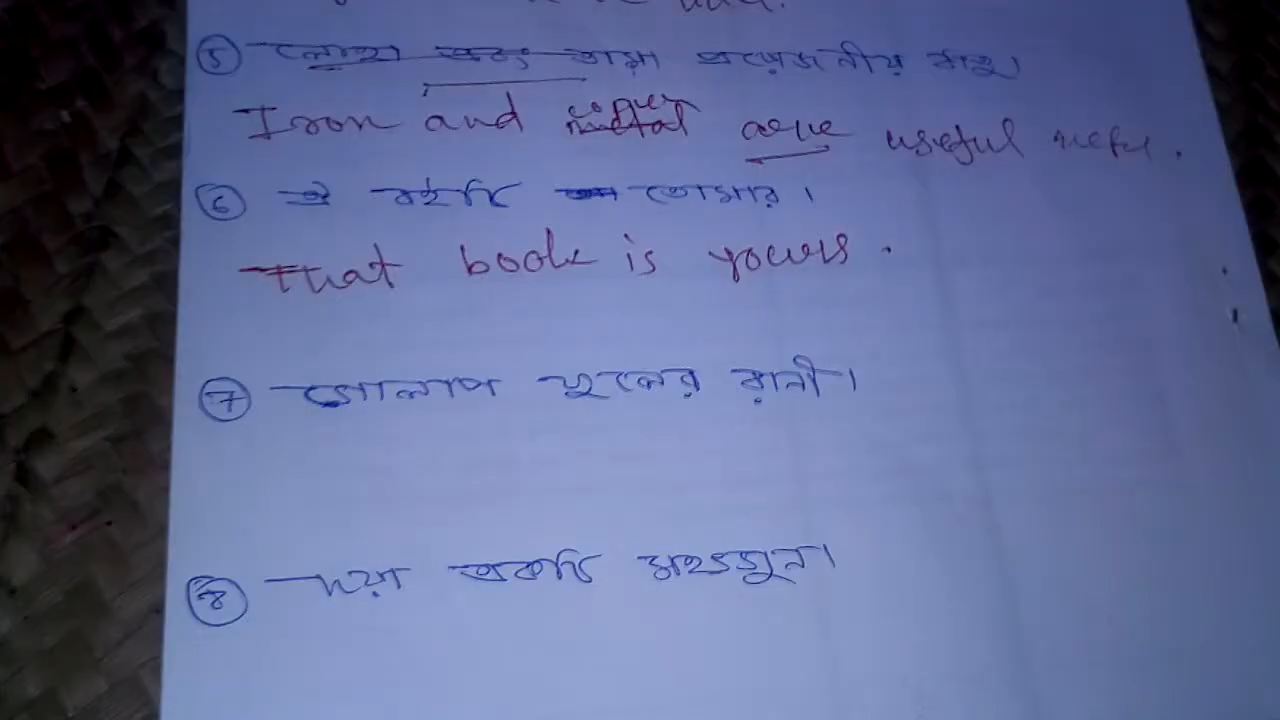 ⑤ লোহা এবং তামা প্রয়োজনীয় ধাতু।
Iron and copper are useful
⑥ বইটি তোমার।
That book is yours.
⑦ গোলাপ ফুলের রানী।
⑧ দয়া একটি মহৎগুন।